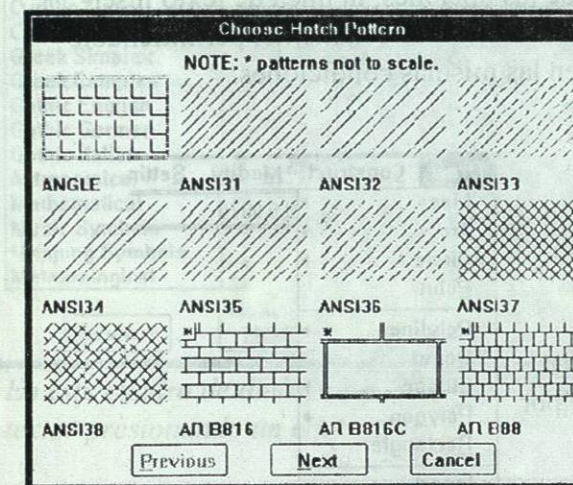 Choose Hatch Pattern
NOTE: * patterns not to scale.
ANGLE ANSI31 ANSI32 ANSI33
ANSI34 ANSI35 ANSI36 ANSI37
* * *
ANSI38 AR B816 AR B816C AR B88
Previous Next Cancel